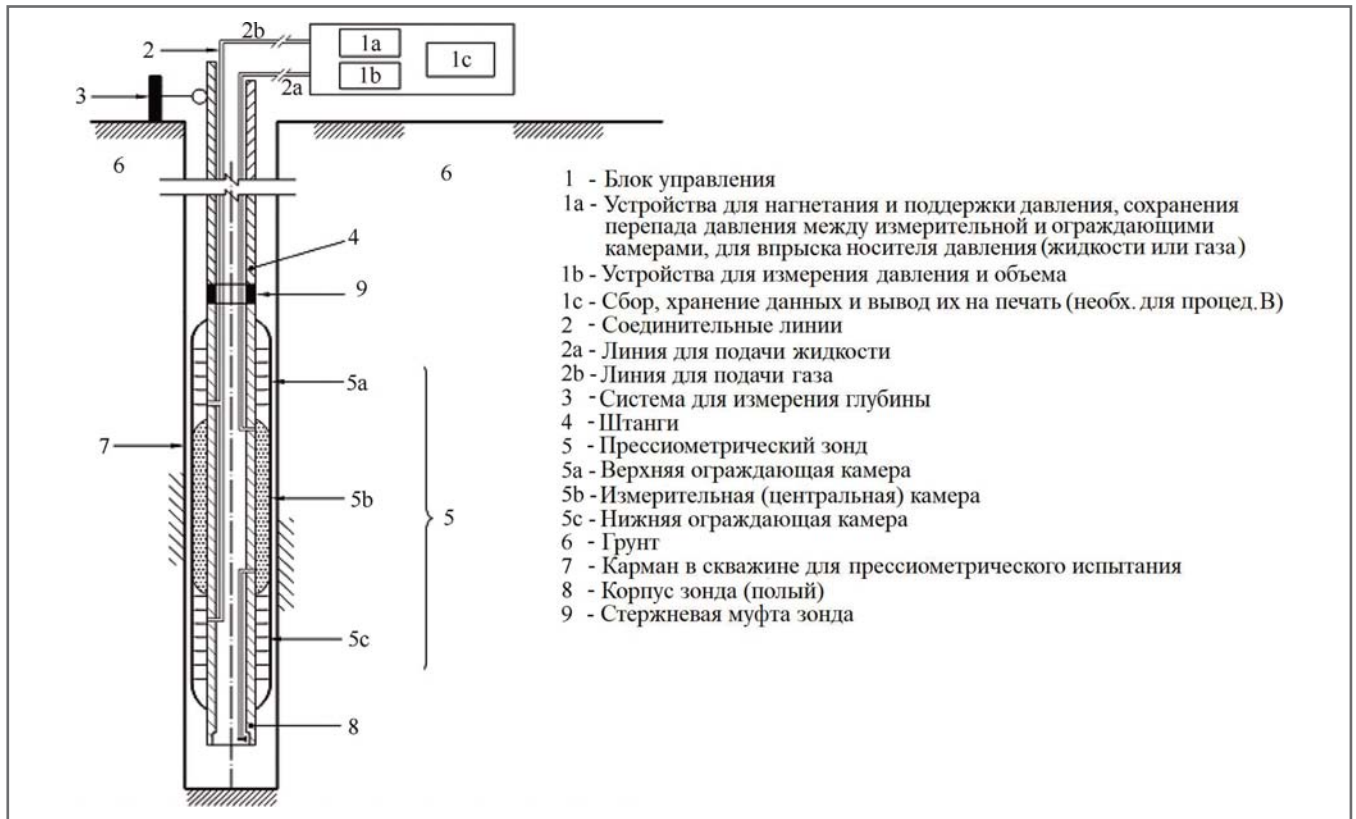 2b
2
1a
1c
1b
2a
3
6
6
4
9
5a
7
5b
5
5c
8
1 - Блок управления
1a - Устройства для нагнетания и поддержки давления, сохранения
перепада давления между измерительной и ограждающими
камерами, для впрыска носителя давления (жидкости или газа)
1b - Устройства для измерения давления и объема
1c - Сбор, хранение данных и вывод их на печать (необх. для процед. В)
2 - Соединительные линии
2a - Линия для подачи жидкости
2b - Линия для подачи газа
3 - Система для измерения глубины
4 - Штанги
5 - Прессиометрический зонд
5a - Верхняя ограждающая камера
5b - Измерительная (центральная) камера
5c - Нижняя ограждающая камера
6 - Грунт
7 - Карман в скважине для прессиометрического испытания
8 - Корпус зонда (полый)
9 - Стержневая муфта зонда